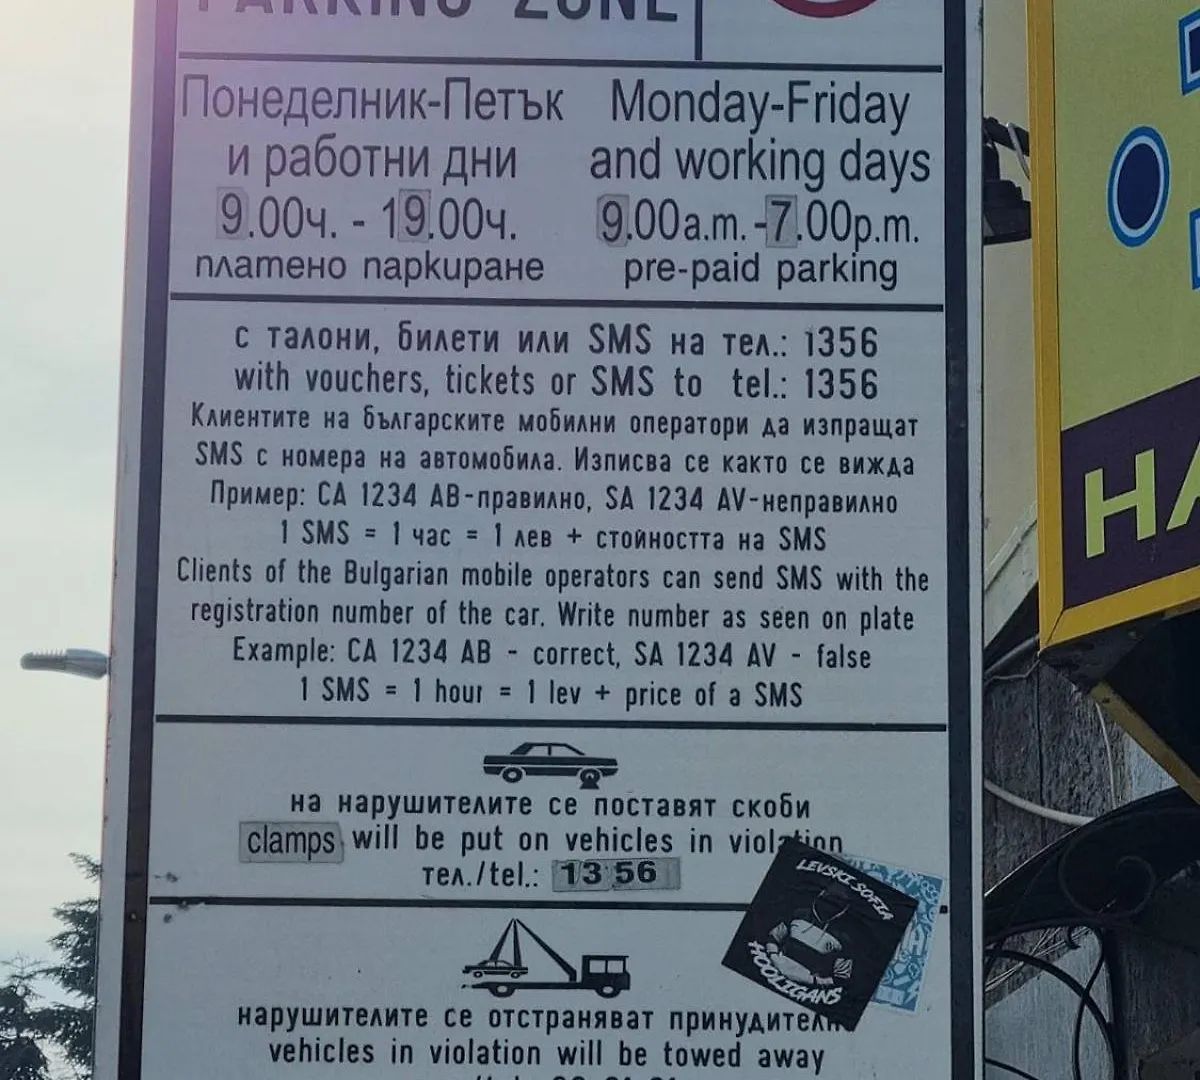 PARKING ZONE
Понеделник-Петък
и работни дни
9.00ч. - 19.00ч.
платено паркиране
Monday-Friday
and working days
9.00a.m.-7.00p.m.
pre-paid parking
с талони, билети или SMS на тел.: 1356
with vouchers, tickets or SMS to tel.: 1356
Клиентите на българските мобилни оператори да изпращат
SMS с номера на автомобила. Изписва се както се вижда
Пример: СА 1234 АВ-правилно, SA 1234 AV-неправилно
1 SMS = 1 час = 1 лев + стойността на SMS
Clients of the Bulgarian mobile operators can send SMS with the
registration number of the car. Write number as seen on plate
Example: CA 1234 AB - correct, SA 1234 AV - false
1 SMS = 1 hour = 1 lev + price of a SMS
на нарушителите се поставят скоби
clamps will be put on vehicles in violation
тел./tel.: 1356
LEVSKI SOFIA
HOOLIGANS
нарушителите се отстраняват
vehicles in violation will be towed away